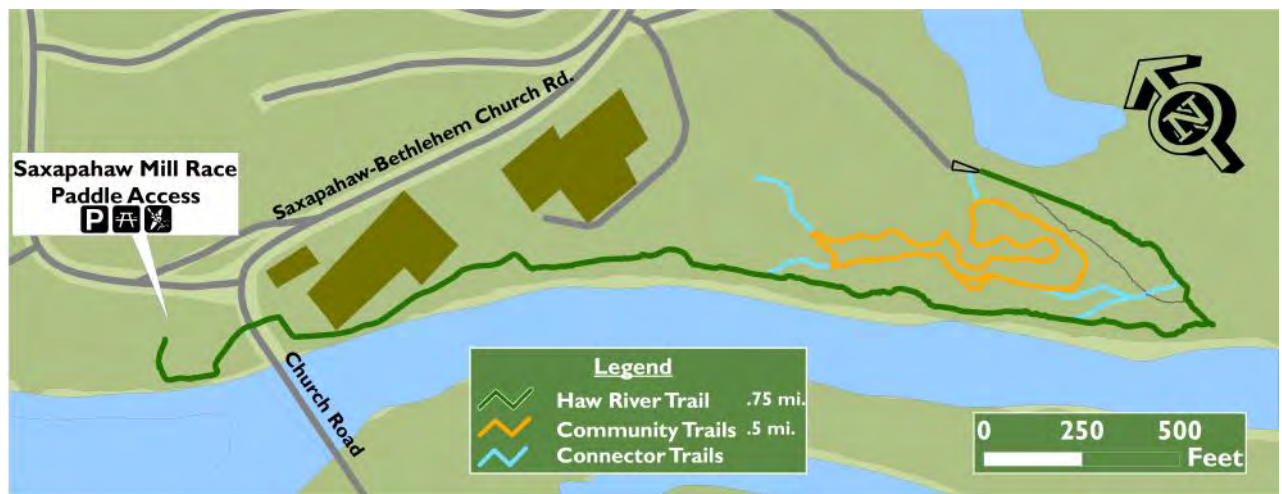 Saxapahaw-Bethlehem Church Rd.
N
Saxapahaw Mill Race
Paddle Access
P
Church Road
Legend
Haw River Trail .75 mi.
Community Trails .5 mi.
Connector Trails
0 250 500
Feet